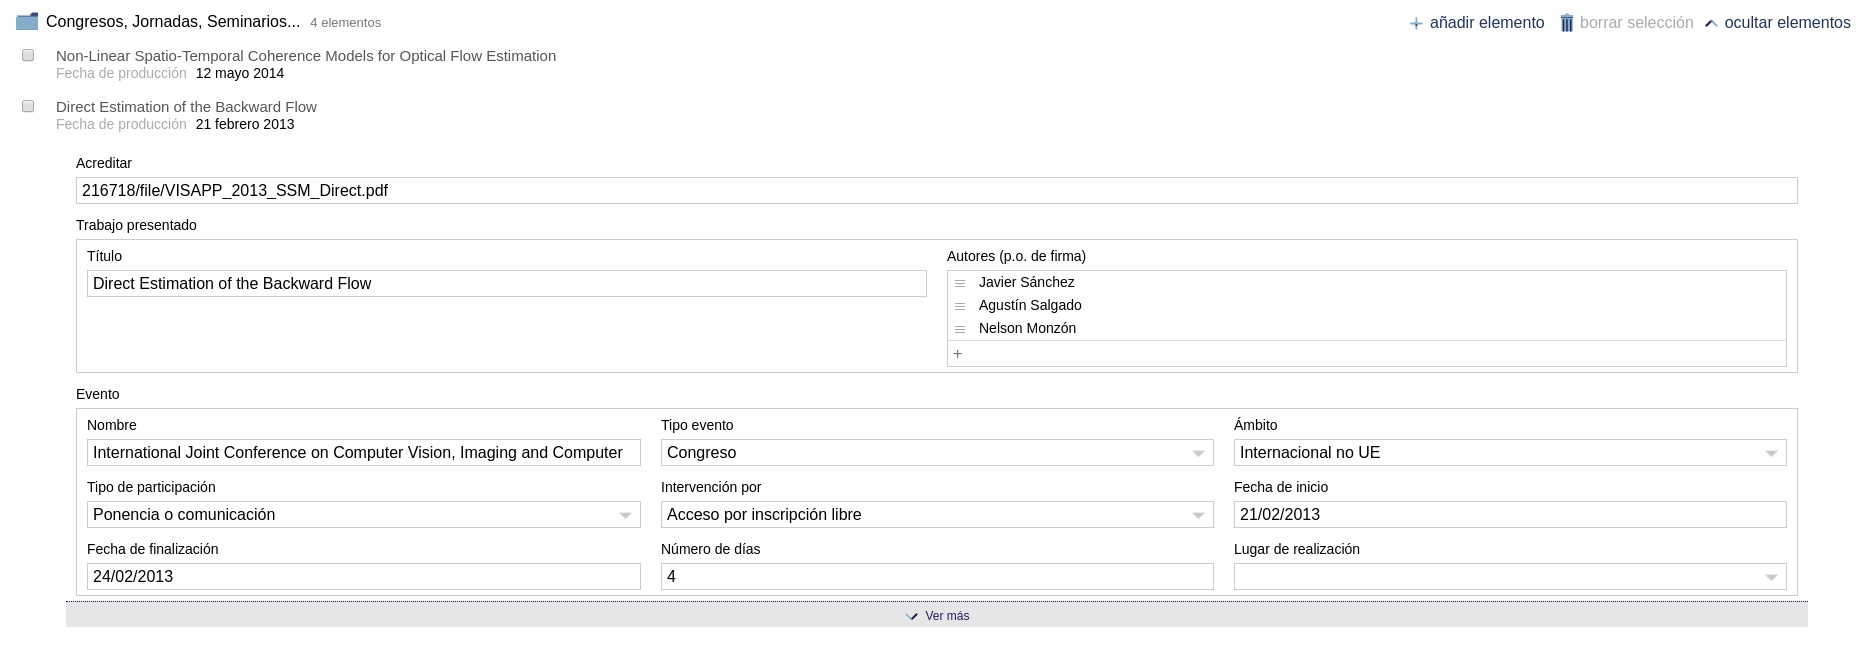 Congresos, Jornadas, Seminarios... 4 elementos
añadir elemento borrar selección ocultar elementos
Non-Linear Spatio-Temporal Coherence Models for Optical Flow Estimation
Fecha de producción 12 mayo 2014
Direct Estimation of the Backward Flow
Fecha de producción 21 febrero 2013
Acreditar
216718/file/VISAPP_2013_SSM_Direct.pdf
Trabajo presentado
Título
Direct Estimation of the Backward Flow
Autores (p.o. de firma)
Javier Sánchez
Agustín Salgado
Nelson Monzón
+
Evento
Nombre Tipo evento Ámbito
International Joint Conference on Computer Vision, Imaging and Computer Congreso Internacional no UE
Tipo de participación Intervención por Fecha de inicio
Ponencia o comunicación Acceso por inscripción libre 21/02/2013
Fecha de finalización Número de días Lugar de realización
24/02/2013 4
Ver más